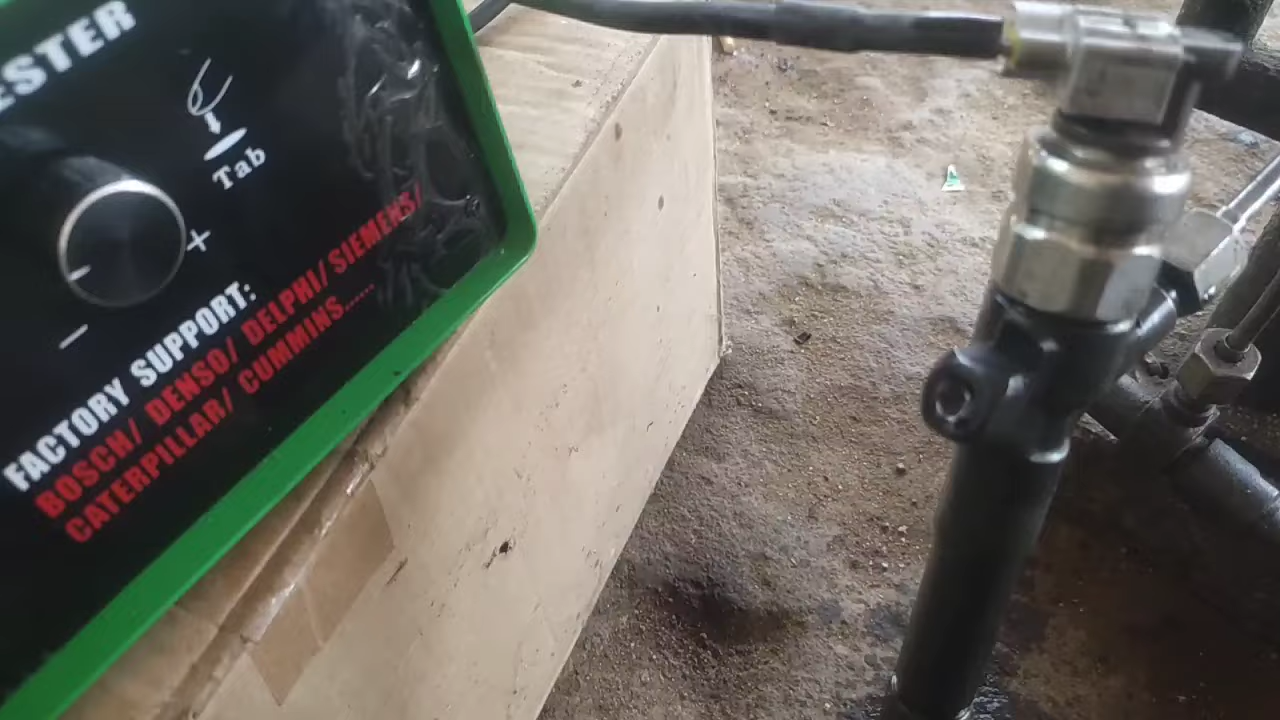 ESTER
Tab
+
−
FACTORY SUPPORT:
BOSCH/ DENSO/ DELPHI/ SIEMENS/
CATERPILLAR/ CUMMINS......